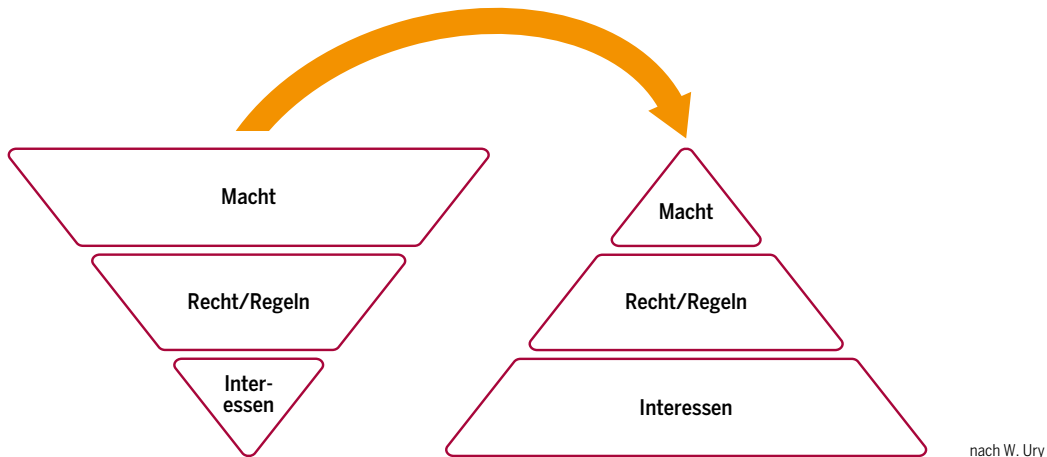 Macht
Recht/Regeln
Inter-
essen
Macht
Recht/Regeln
Interessen
nach W. Ury